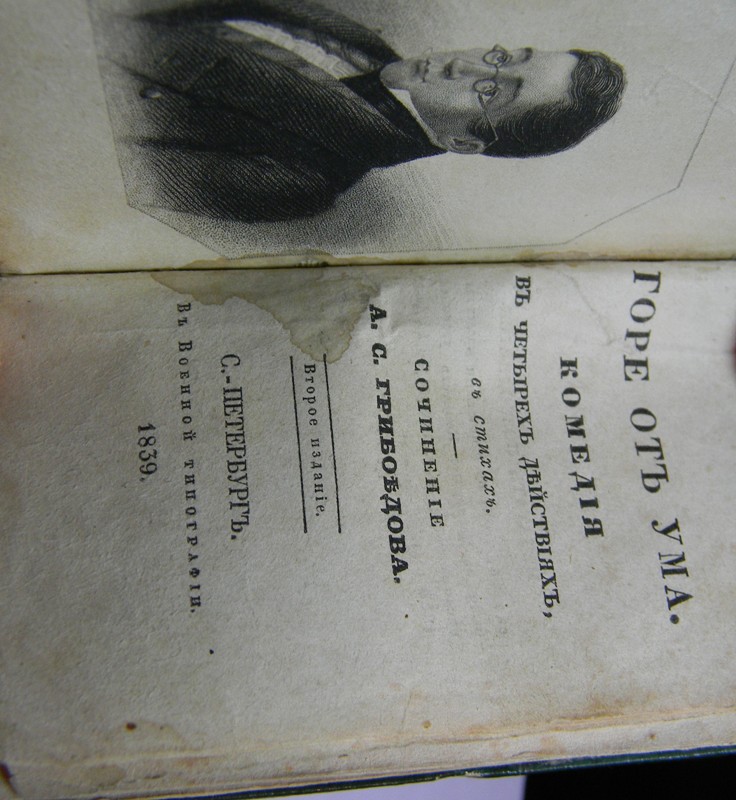 ГОРЕ ОТЪ УМА.
КОМЕДІЯ
ВЪ ЧЕТЫРЕХЪ ДѢЙСТВІЯХЪ,
въ стихахъ.
СОЧИНЕНІЕ
А. С. ГРИБОѢДОВА.
Второе изданіе.
С.-ПЕТЕРБУРГЪ.
Въ Военной типографіи.
1839.